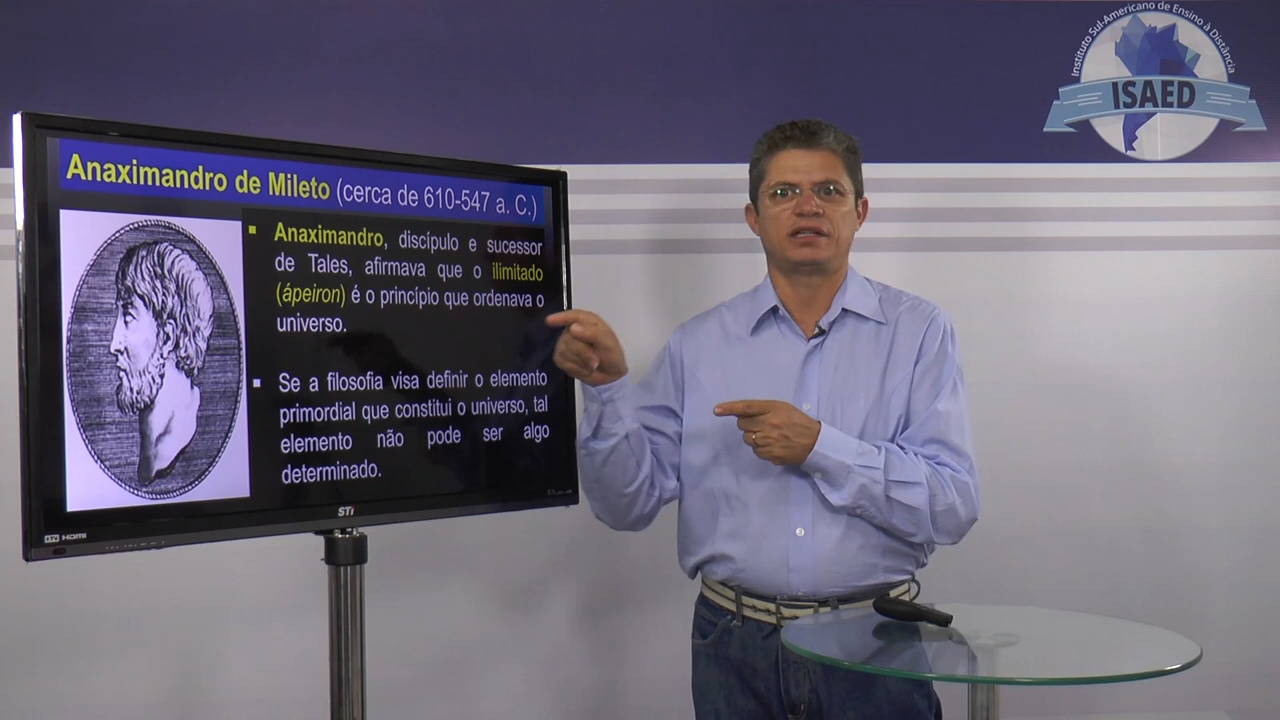 Instituto Sul-Americano de Ensino à Distância
ISAED
Anaximandro de Mileto (cerca de 610-547 a. C.)
Anaximandro, discípulo e sucessor
de Tales, afirmava que o ilimitado
(ápeiron) é o princípio que ordenava o
universo.
Se a filosofia visa definir o elemento
primordial que constitui o universo, tal
elemento não pode ser algo
determinado.
STi
HDMI